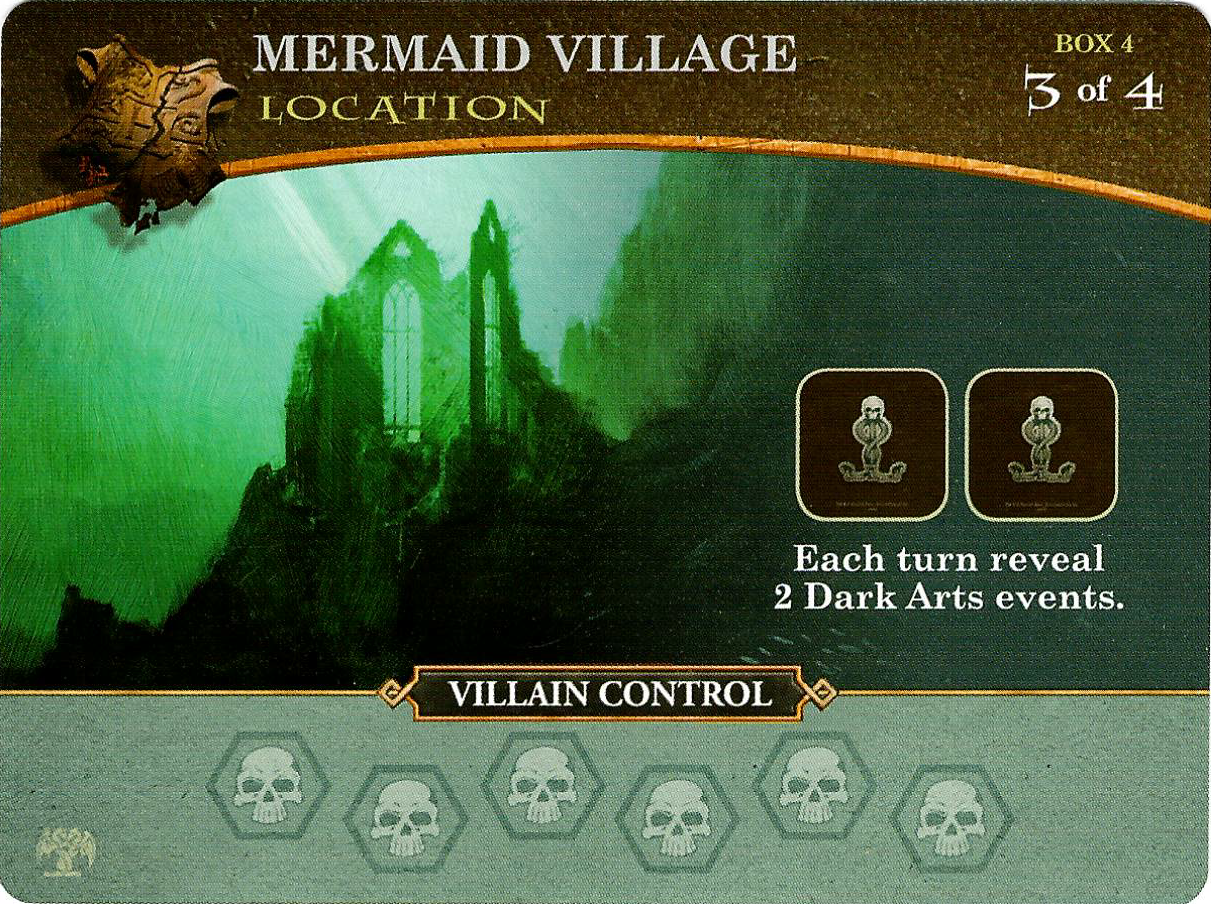 MERMAID VILLAGE
LOCATION
BOX 4
3 of 4
Each turn reveal
2 Dark Arts events.
VILLAIN CONTROL